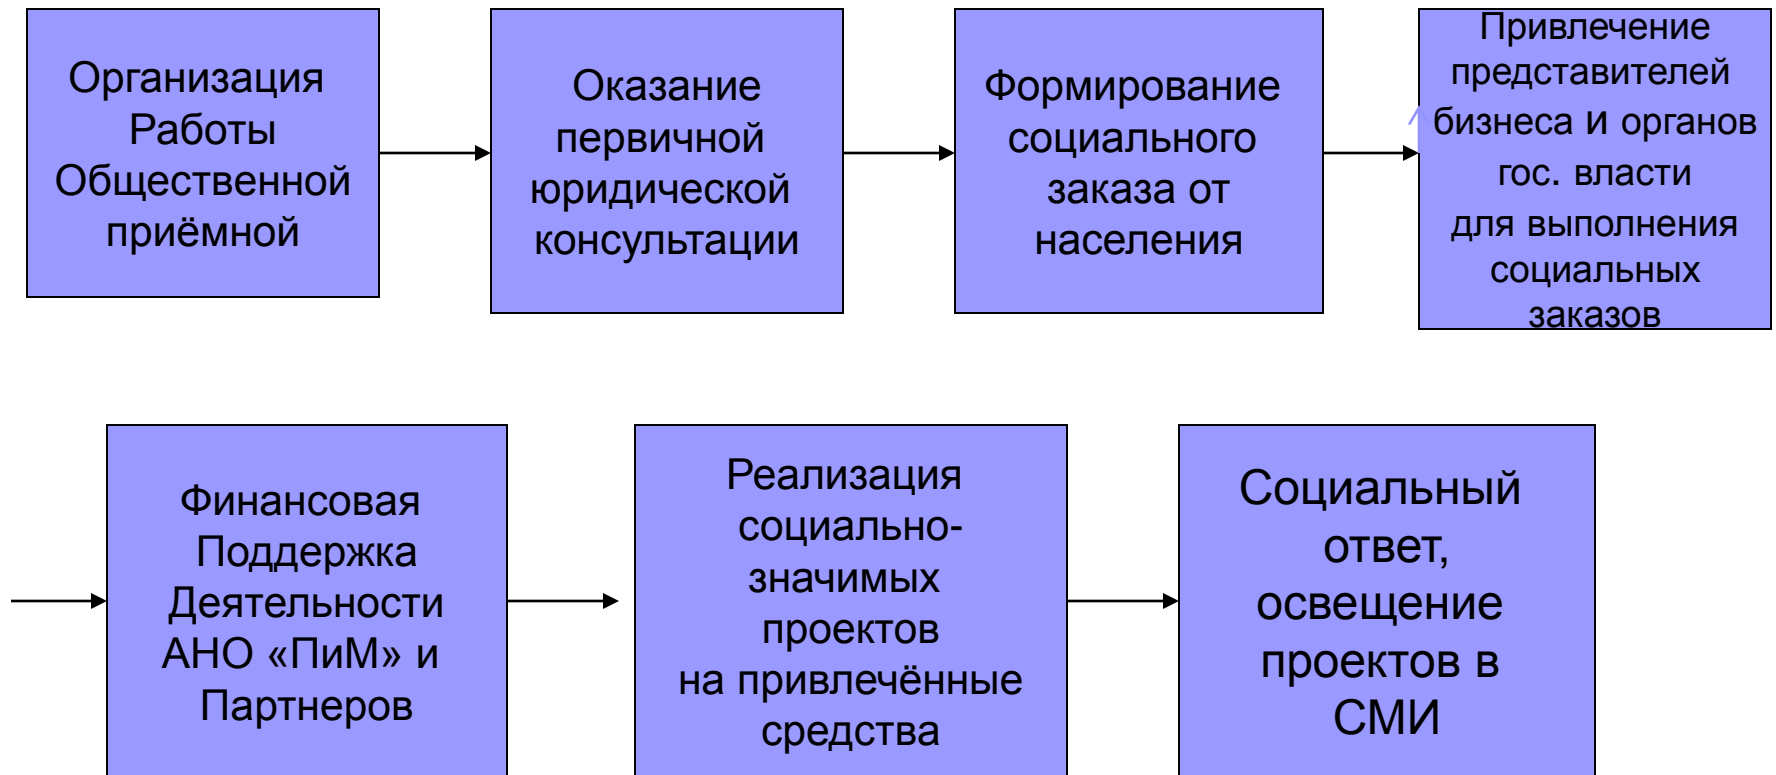 Организация
Работы
Общественной
приёмной
Оказание
первичной
юридической
консультации
Формирование
социального
заказа от
населения
Привлечение
представителей
бизнеса и органов
гос. власти
для выполнения
социальных
заказов
Финансовая
Поддержка
Деятельности
АНО «ПиМ» и
Партнеров
Реализация
социально-
значимых
проектов
на привлечённые
средства
Социальный
ответ,
освещение
проектов в
СМИ